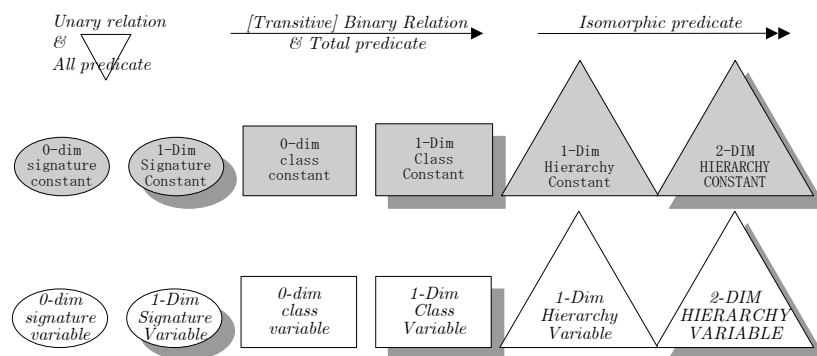 Unary relation
&
All predicate
[Transitive] Binary Relation
& Total predicate
Isomorphic predicate
0-dim
signature
constant
1-Dim
Signature
Constant
0-dim
class
constant
1-Dim
Class
Constant
1-Dim
Hierarchy
Constant
2-DIM
HIERARCHY
CONSTANT
0-dim
signature
variable
1-Dim
Signature
Variable
0-dim
class
variable
1-Dim
Class
Variable
1-Dim
Hierarchy
Variable
2-DIM
HIERARCHY
VARIABLE